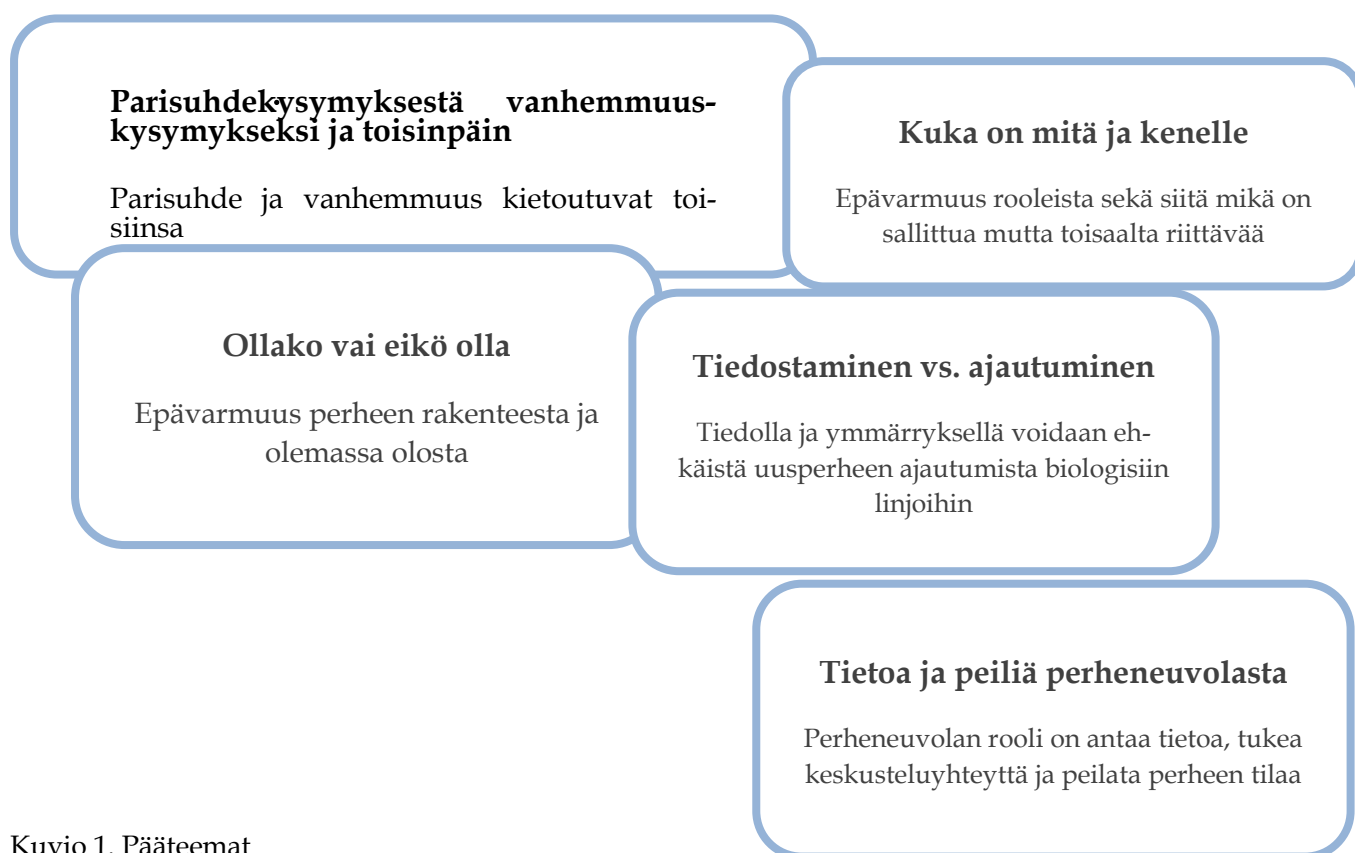 Parisuhdekysymyksestä vanhemmuus-
kysymykseksi ja toisinpäin
Parisuhde ja vanhemmuus kietoutuvat toi-
siinsa
Kuka on mitä ja kenelle
Epävarmuus rooleista sekä siitä mikä on
sallittua mutta toisaalta riittävää
Ollako vai eikö olla
Epävarmuus perheen rakenteesta ja
olemassa olosta
Tiedostaminen vs. ajautuminen
Tiedolla ja ymmärryksellä voidaan eh-
käistä uusperheen ajautumista biologisiin
linjoihin
Tietoa ja peiliä perheneuvolasta
Perheneuvolan rooli on antaa tietoa, tukea
keskusteluyhteyttä ja peilata perheen tilaa
Kuvio 1. Pääteemat